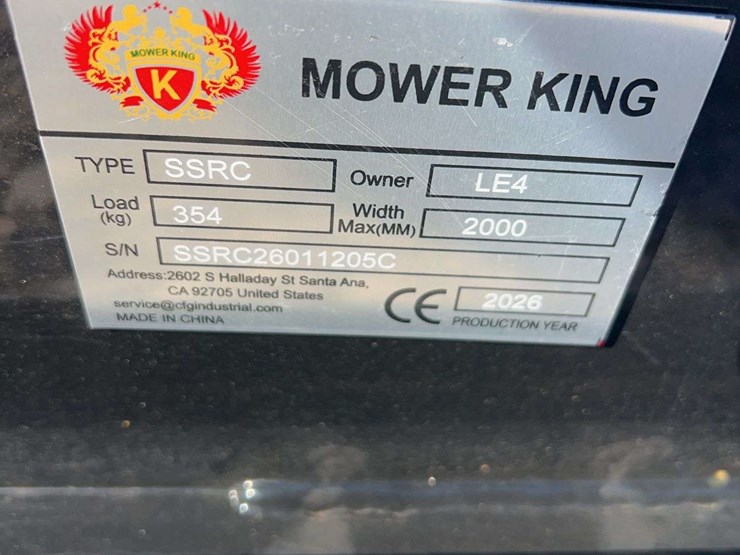 MOWER KING
K
MOWER KING
TYPE SSRC Owner LE4
Load (kg) 354 Width Max(MM) 2000
S/N SSRC26011205C
Address:2602 S Halladay St Santa Ana,
CA 92705 United States
service@cfgindustrial.com
MADE IN CHINA
CE 2026
PRODUCTION YEAR